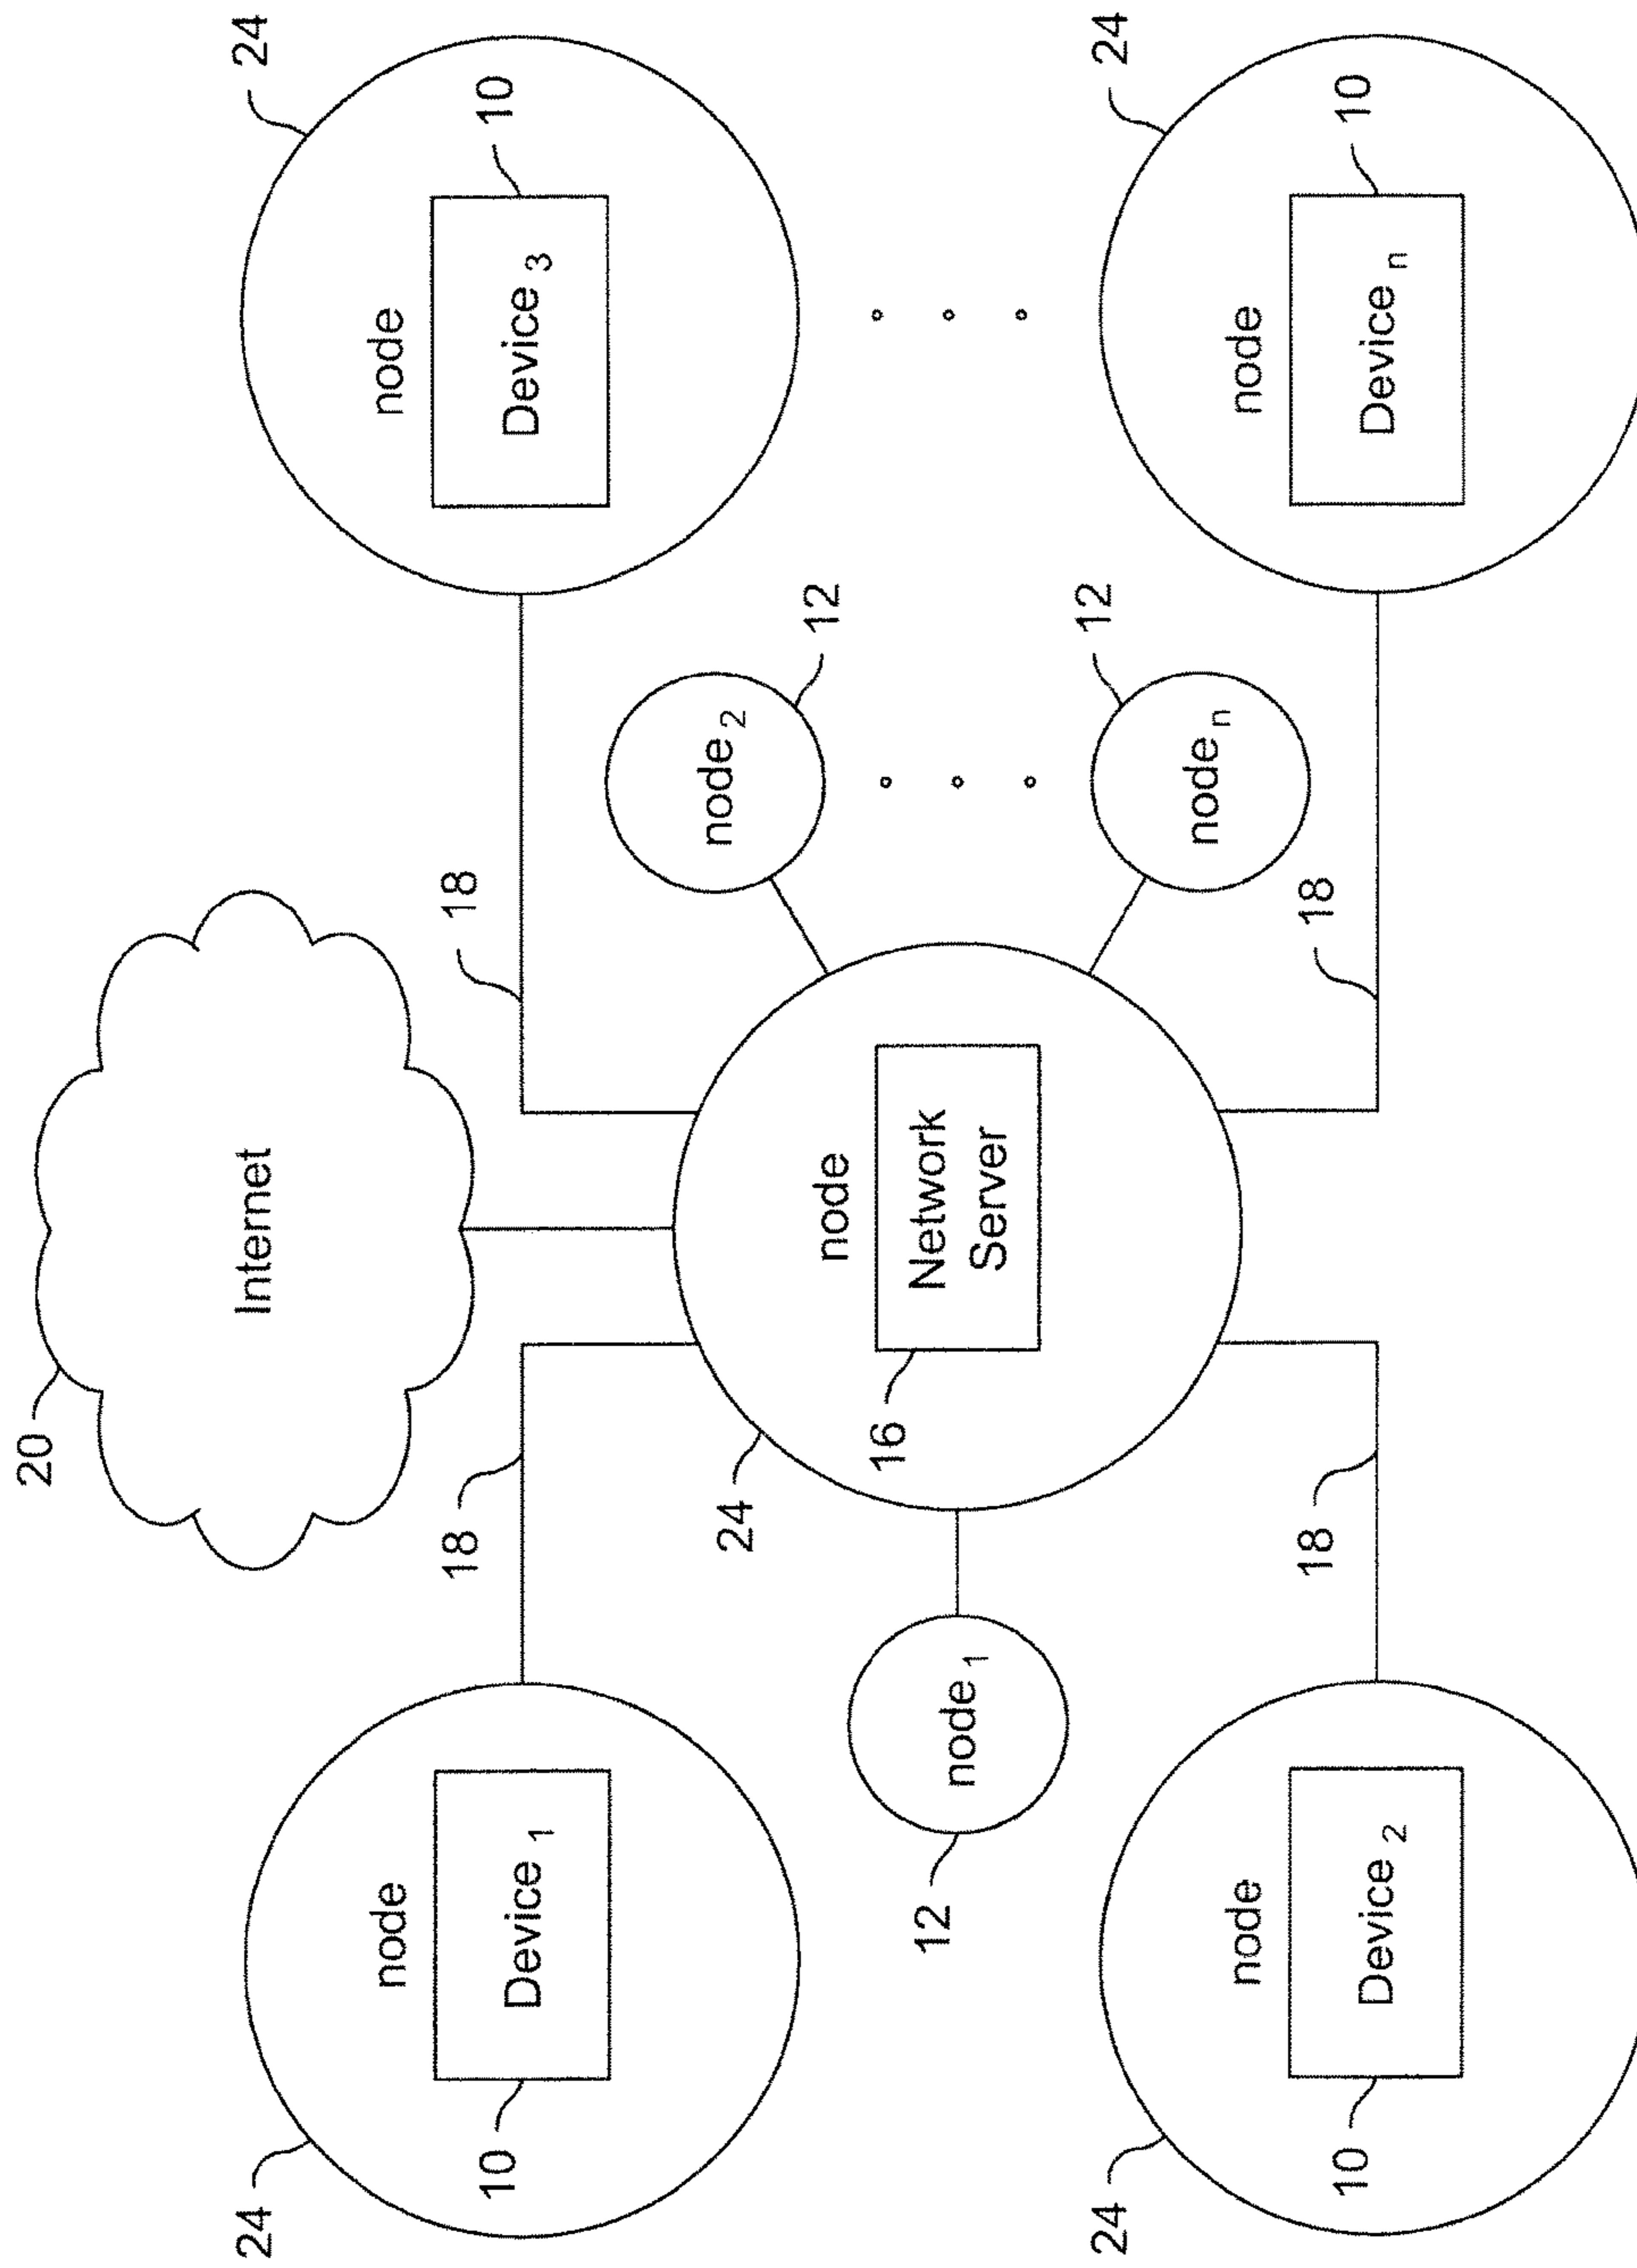 20
24
Internet
24
node
node
18
18
10
10
Device 1
Device 3
node 2
24
node
12
16
Network
Server
12
node 1
12
24
24
node n
node
node
18
18
10
10
Device 2
Device n